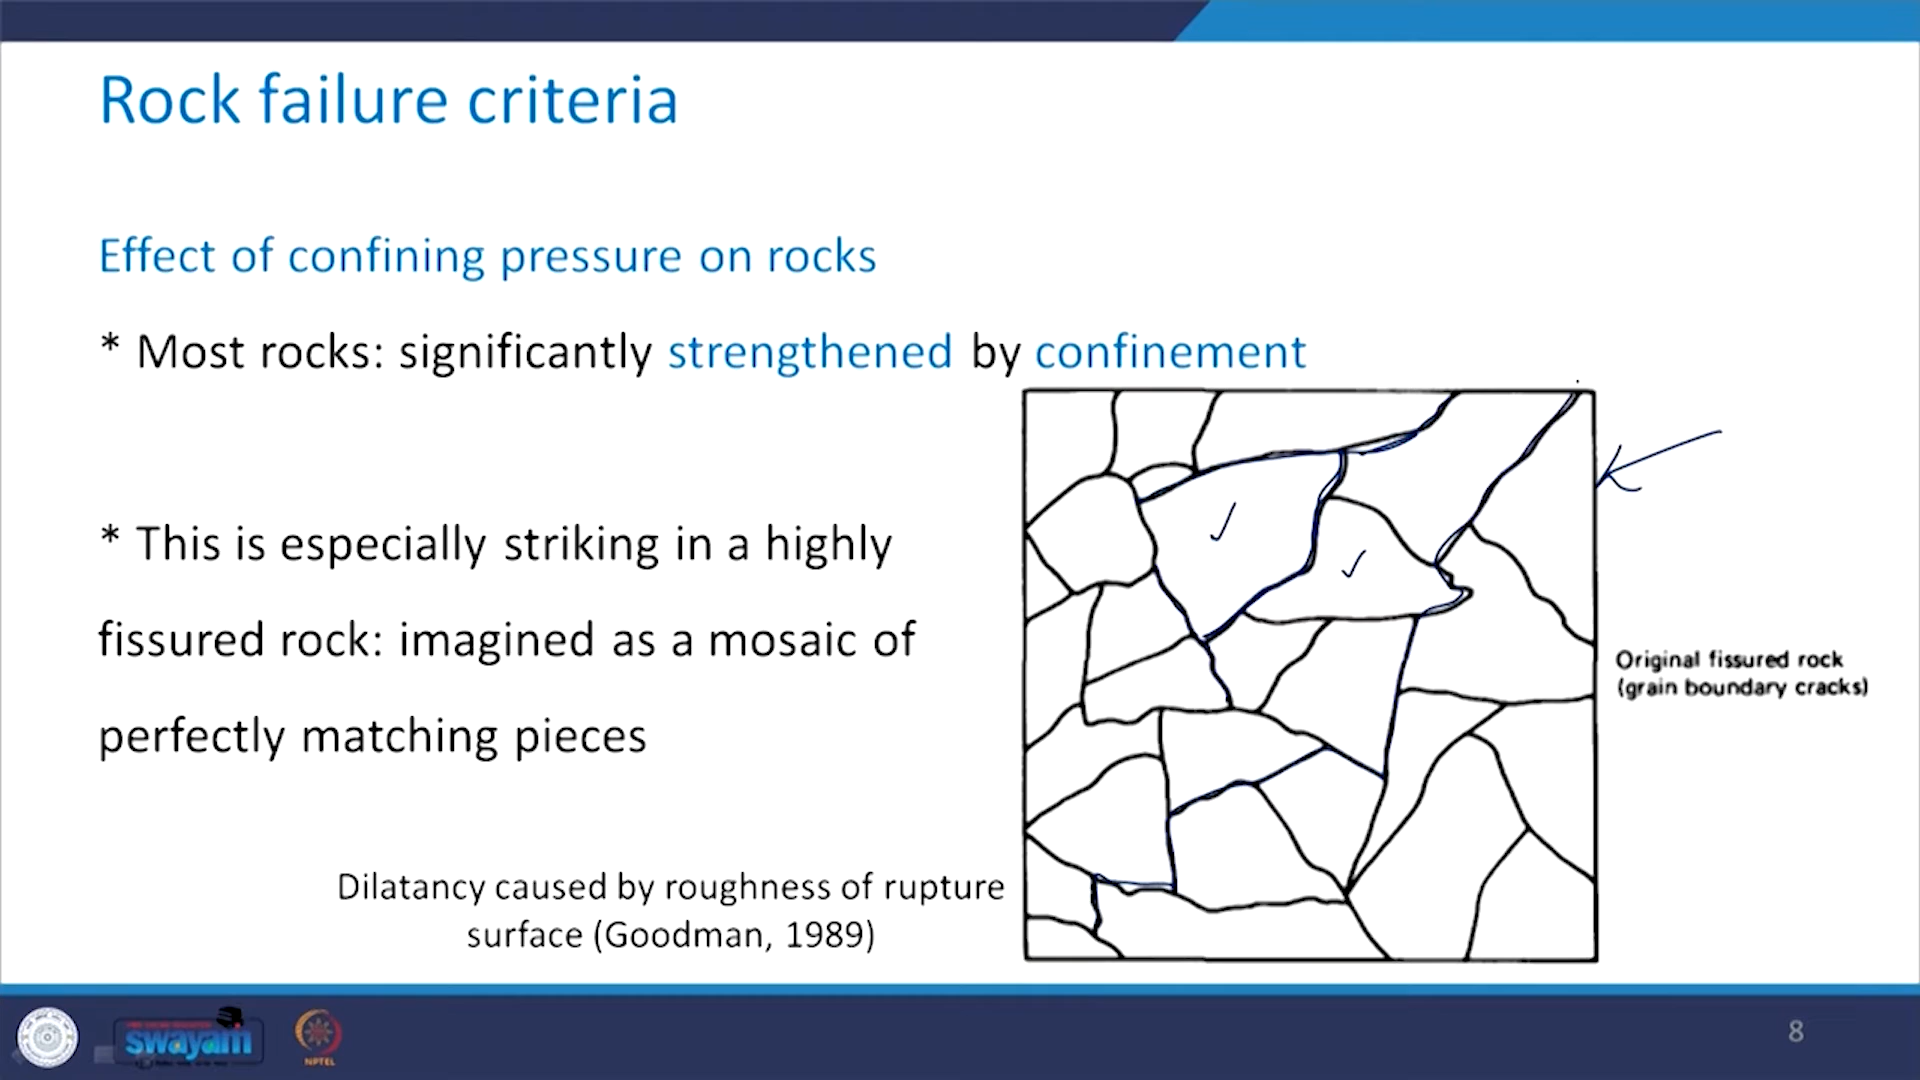 Rock failure criteria
Effect of confining pressure on rocks
* Most rocks: significantly strengthened by confinement
* This is especially striking in a highly
fissured rock: imagined as a mosaic of
perfectly matching pieces
Original fissured rock
(grain boundary cracks)
Dilatancy caused by roughness of rupture
surface (Goodman, 1989)
swayam
NPTEL
8